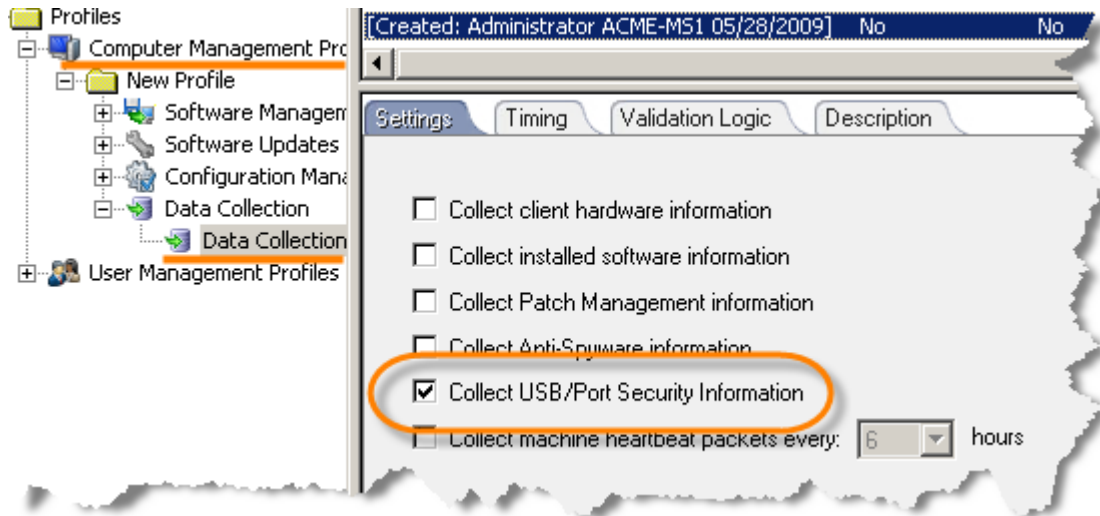 Profiles
Computer Management Pro
New Profile
Software Managem
Software Updates
Configuration Mana
Data Collection
Data Collection
User Management Profiles
[Created: Administrator ACME-MS1 05/28/2009] No No
Settings Timing Validation Logic Description
Collect client hardware information
Collect installed software information
Collect Patch Management information
Collect Anti-Spyware information
Collect USB/Port Security Information
Collect machine heartbeat packets every: 6 hours